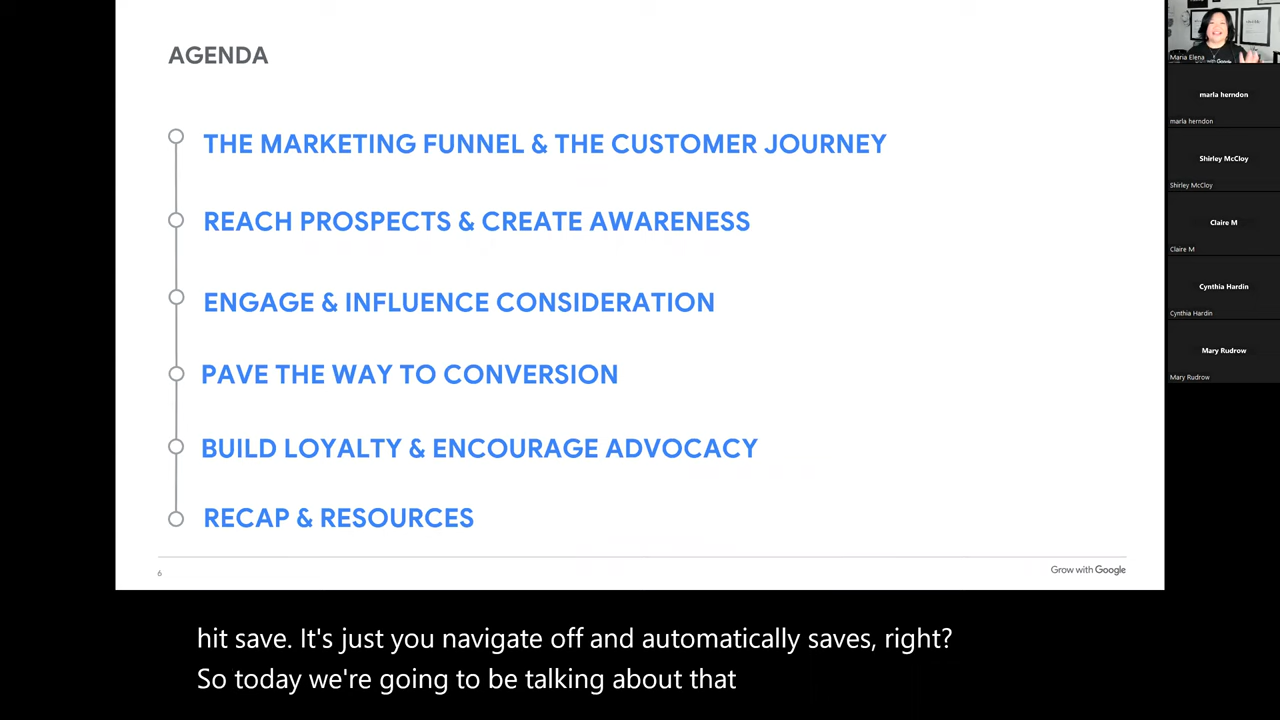 AGENDA
THE MARKETING FUNNEL & THE CUSTOMER JOURNEY
REACH PROSPECTS & CREATE AWARENESS
ENGAGE & INFLUENCE CONSIDERATION
PAVE THE WAY TO CONVERSION
BUILD LOYALTY & ENCOURAGE ADVOCACY
RECAP & RESOURCES
6
Grow with Google
Maria Elena
marla herndon
marla herndon
Shirley McCloy
Shirley McCloy
Claire M
Claire M
Cynthia Hardin
Cynthia Hardin
Mary Rudrow
Mary Rudrow
hit save. It's just you navigate off and automatically saves, right?
So today we're going to be talking about that